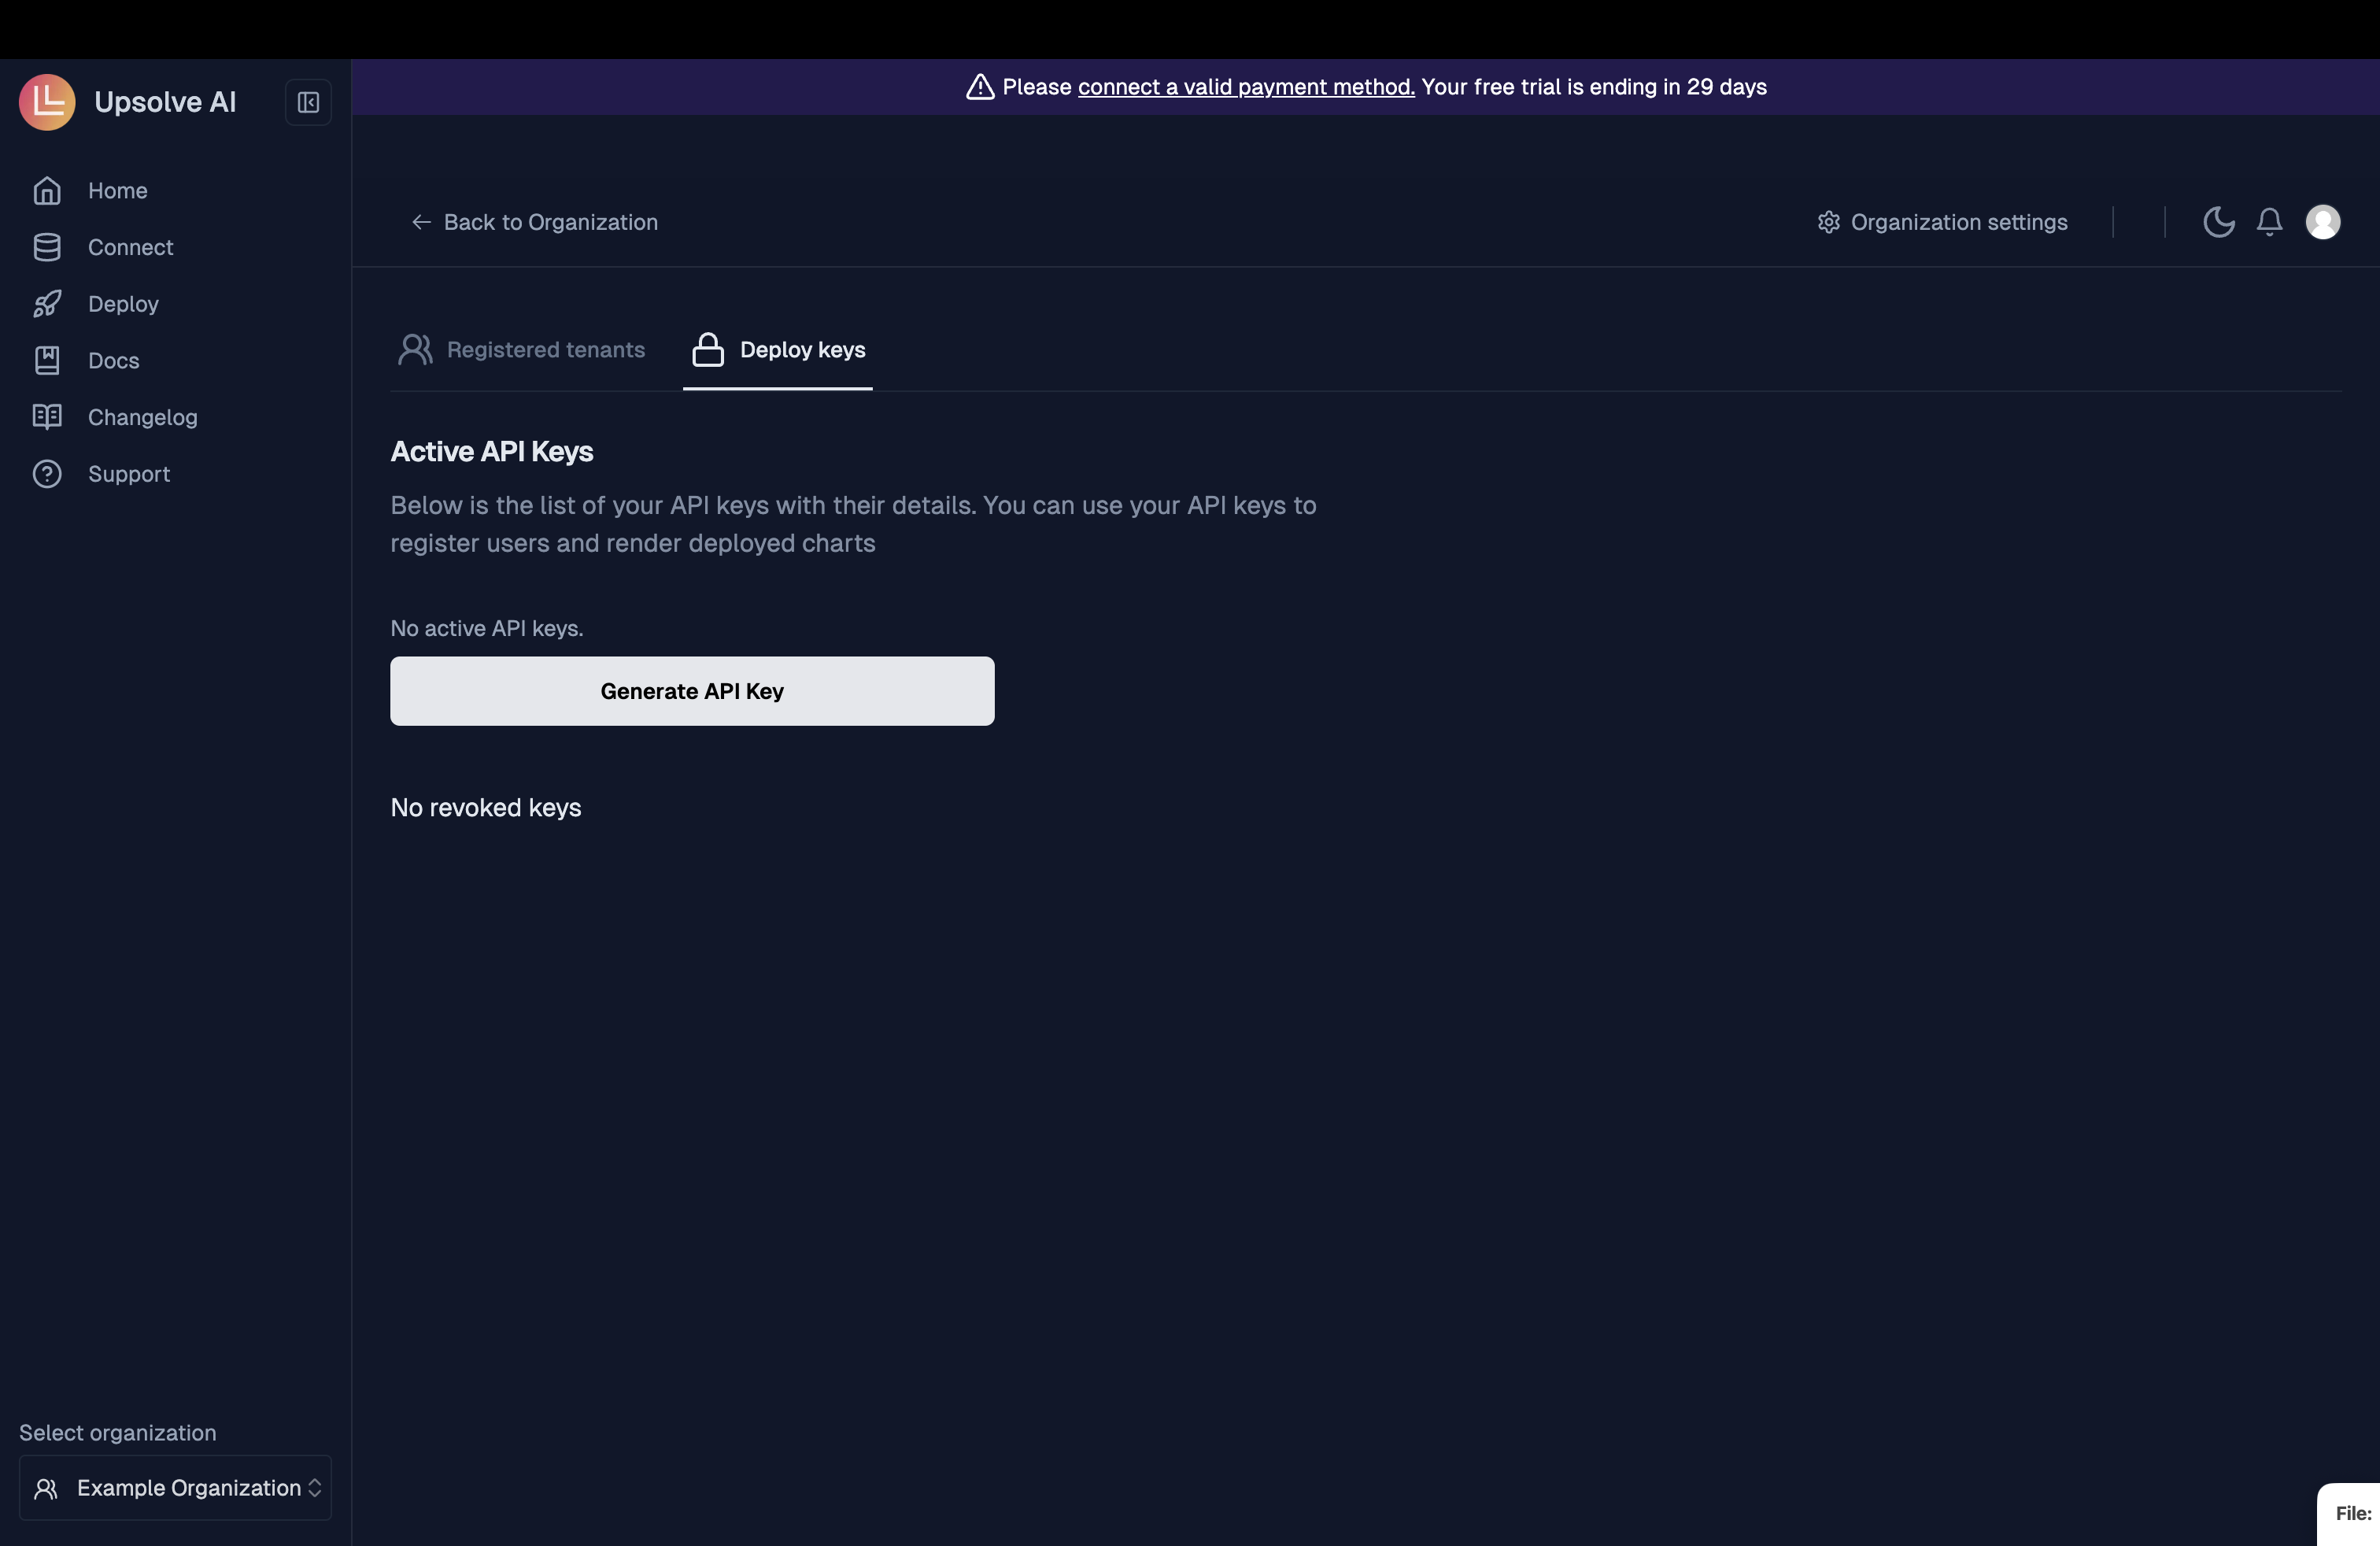 Upsolve AI
Please connect a valid payment method. Your free trial is ending in 29 days
Home
Connect
Deploy
Docs
Changelog
Support
Back to Organization
Organization settings
Registered tenants
Deploy keys
Active API Keys
Below is the list of your API keys with their details. You can use your API keys to
register users and render deployed charts
No active API keys.
Generate API Key
No revoked keys
Select organization
Example Organization
File: